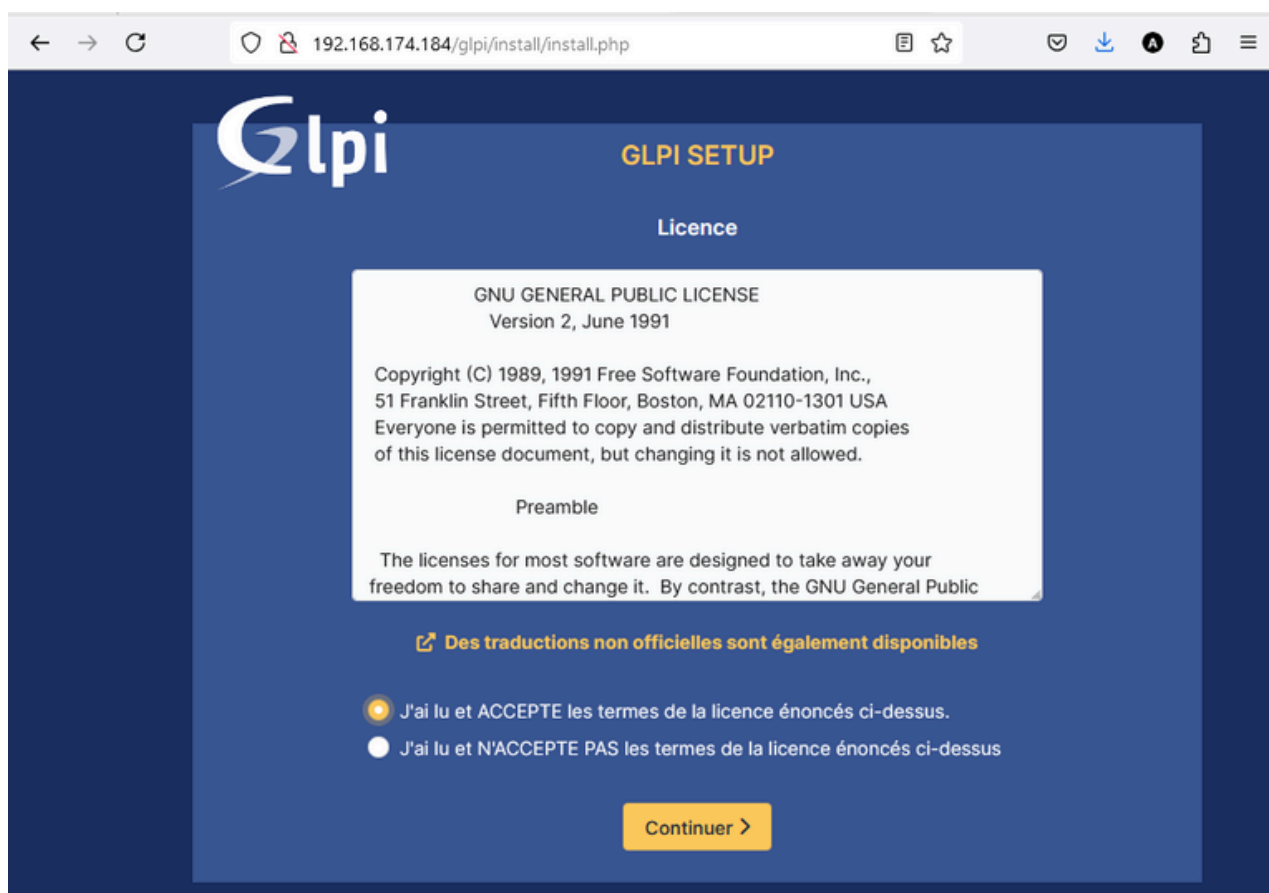 192.168.174.184/glpi/install/install.php
A
Glpi
GLPI SETUP
Licence
GNU GENERAL PUBLIC LICENSE
Version 2, June 1991
Copyright (C) 1989, 1991 Free Software Foundation, Inc.,
51 Franklin Street, Fifth Floor, Boston, MA 02110-1301 USA
Everyone is permitted to copy and distribute verbatim copies
of this license document, but changing it is not allowed.
Preamble
The licenses for most software are designed to take away your
freedom to share and change it.  By contrast, the GNU General Public
Des traductions non officielles sont également disponibles
J'ai lu et ACCEPTE les termes de la licence énoncés ci-dessus.
J'ai lu et N'ACCEPTE PAS les termes de la licence énoncés ci-dessus
Continuer >